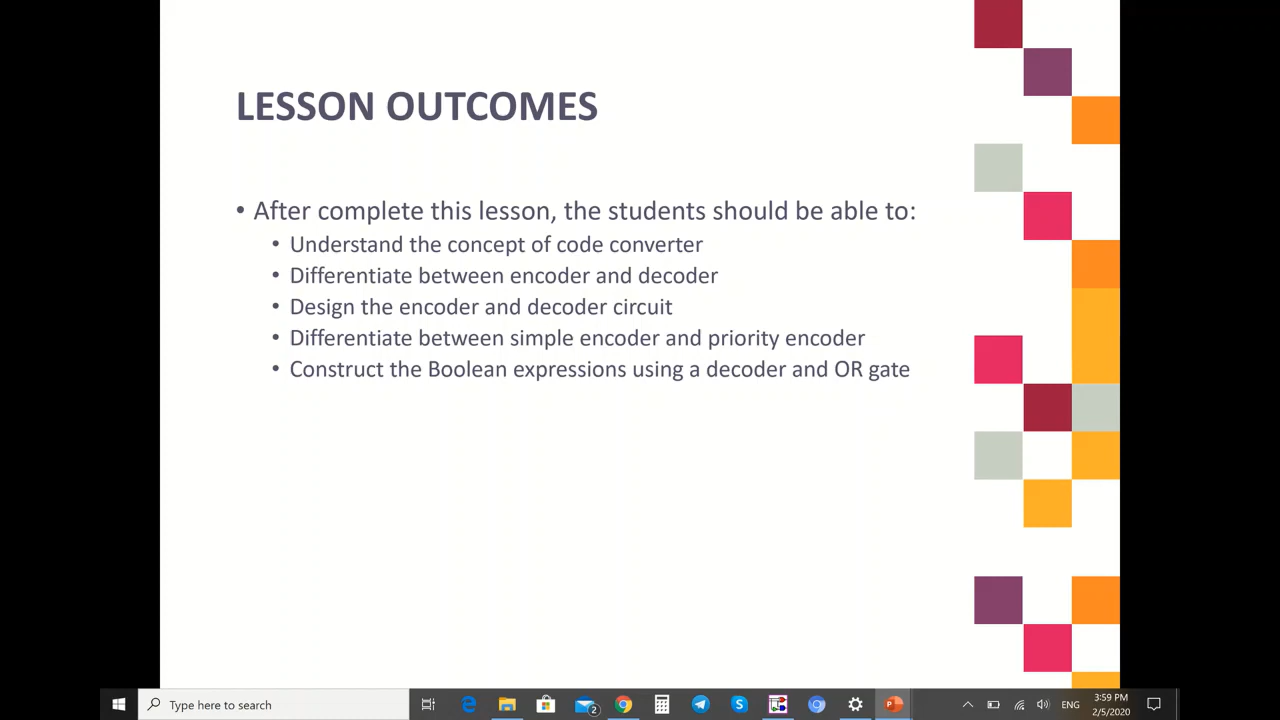 LESSON OUTCOMES
• After complete this lesson, the students should be able to:
• Understand the concept of code converter
• Differentiate between encoder and decoder
• Design the encoder and decoder circuit
• Differentiate between simple encoder and priority encoder
• Construct the Boolean expressions using a decoder and OR gate
Type here to search
2
ENG
3:59 PM
2/5/2020